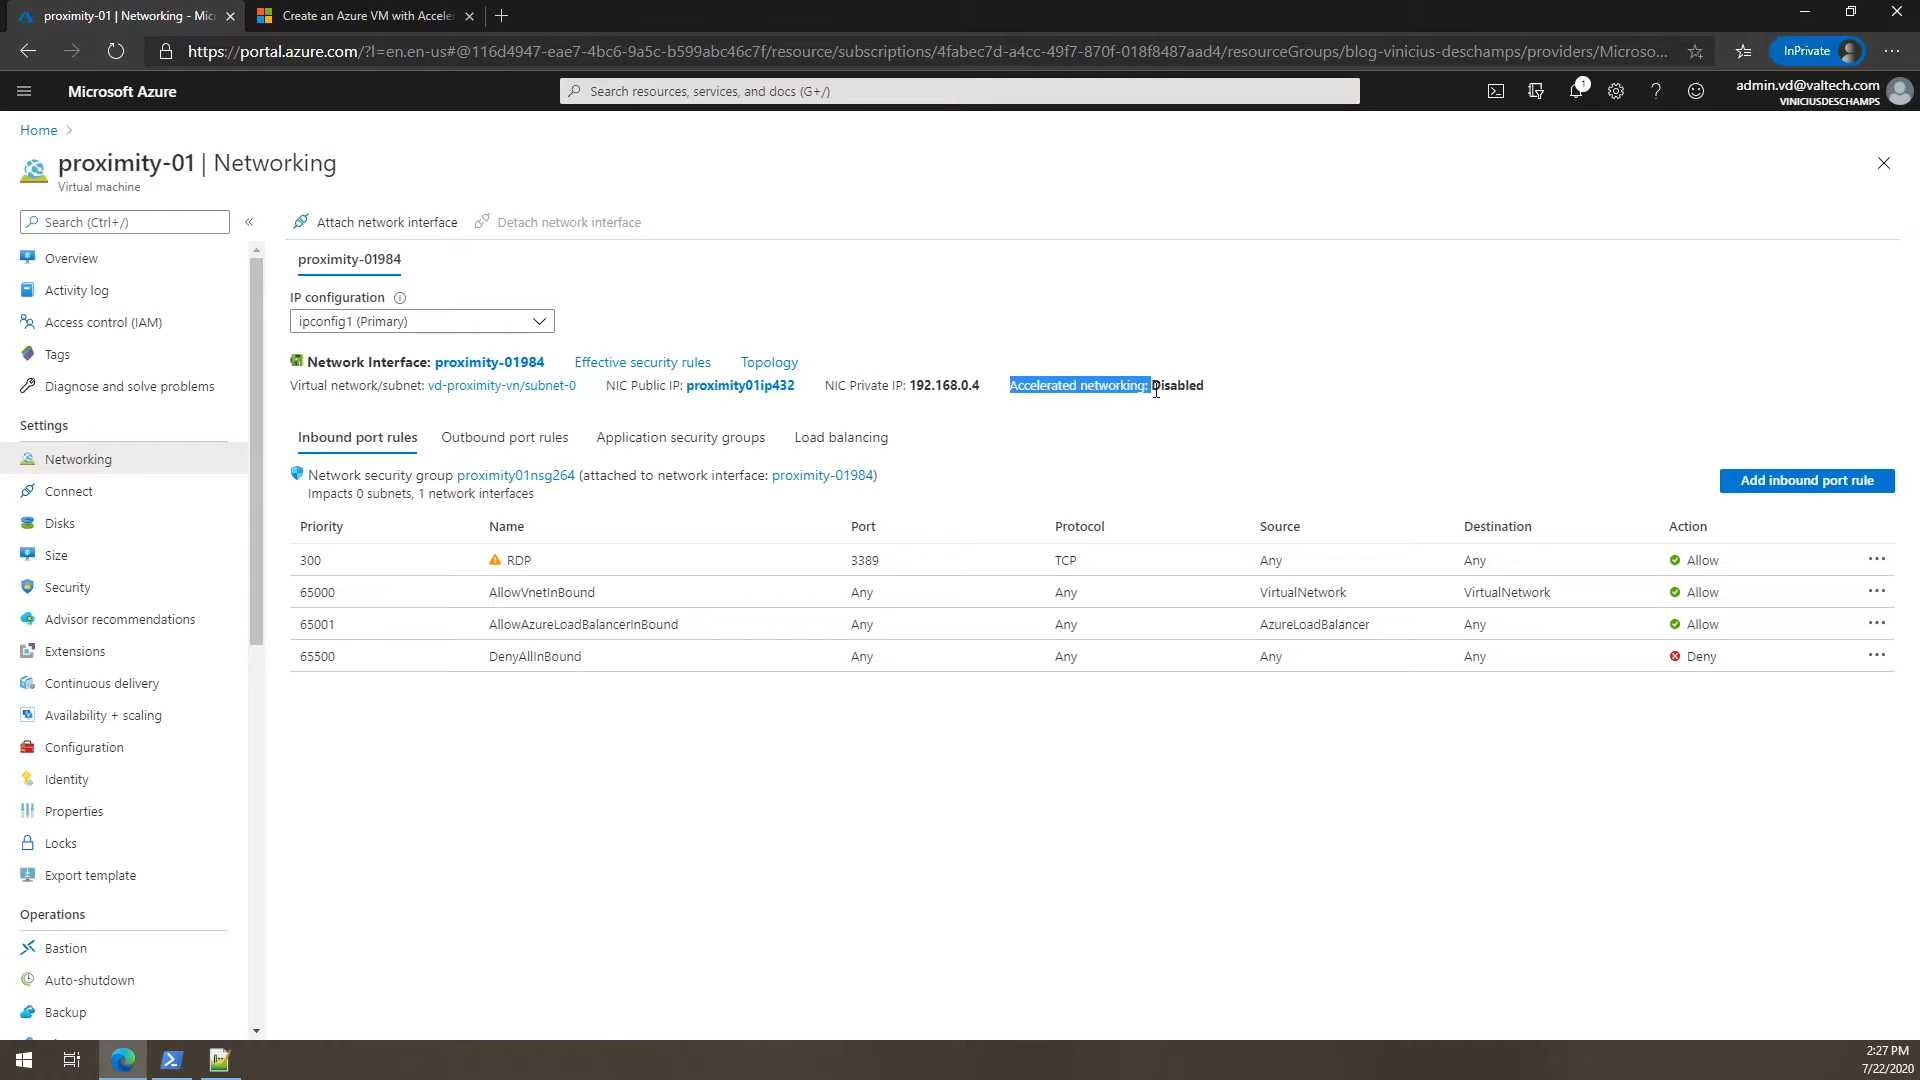 proximity-01 | Networking - Mic
Create an Azure VM with Acceler
https://portal.azure.com/?l=en.en-us#@116d4947-eae7-4bc6-9a5c-b599abc46c7f/resource/subscriptions/4fabec7d-a4cc-49f7-870f-018f8487aad4/resourceGroups/blog-vinicius-deschamps/providers/Microso...
InPrivate
Microsoft Azure
Search resources, services, and docs (G+/)
1
admin.vd@valtech.com
VINICIUSDESCHAMPS
Home
proximity-01 | Networking
Virtual machine
Search (Ctrl+/)
Overview
Activity log
Access control (IAM)
Tags
Diagnose and solve problems
Settings
Networking
Connect
Disks
Size
Security
Advisor recommendations
Extensions
Continuous delivery
Availability + scaling
Configuration
Identity
Properties
Locks
Export template
Operations
Bastion
Auto-shutdown
Backup
Attach network interface
Detach network interface
proximity-01984
IP configuration
ipconfig1 (Primary)
Network Interface: proximity-01984 Effective security rules Topology
Virtual network/subnet: vd-proximity-vn/subnet-0 NIC Public IP: proximity01ip432 NIC Private IP: 192.168.0.4 Accelerated networking: Disabled
Inbound port rules Outbound port rules Application security groups Load balancing
Network security group proximity01nsg264 (attached to network interface: proximity-01984)
Impacts 0 subnets, 1 network interfaces
Add inbound port rule
Priority Name Port Protocol Source Destination Action
300 RDP 3389 TCP Any Any Allow
65000 AllowVnetInBound Any Any VirtualNetwork VirtualNetwork Allow
65001 AllowAzureLoadBalancerInBound Any Any AzureLoadBalancer Any Allow
65500 DenyAllInBound Any Any Any Any Deny
2:27 PM
7/22/2020